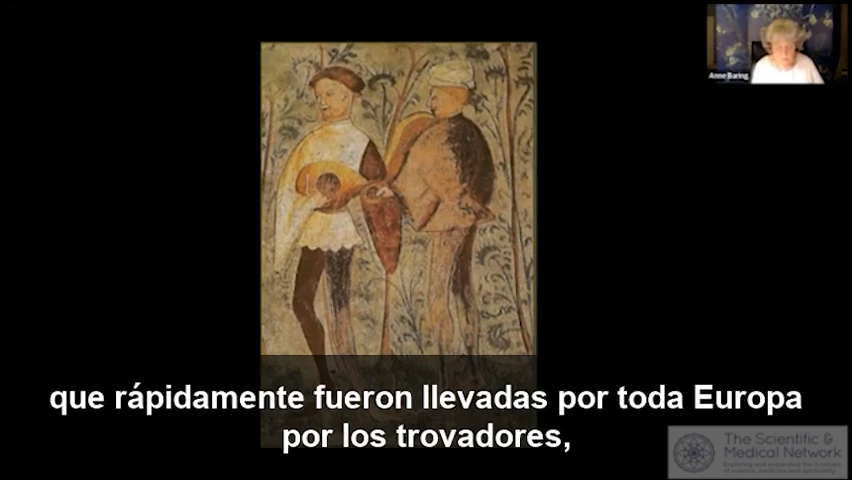 Anne Baring
que rápidamente fueron llevadas por toda Europa
por los trovadores,
The Scientific &
Medical Network